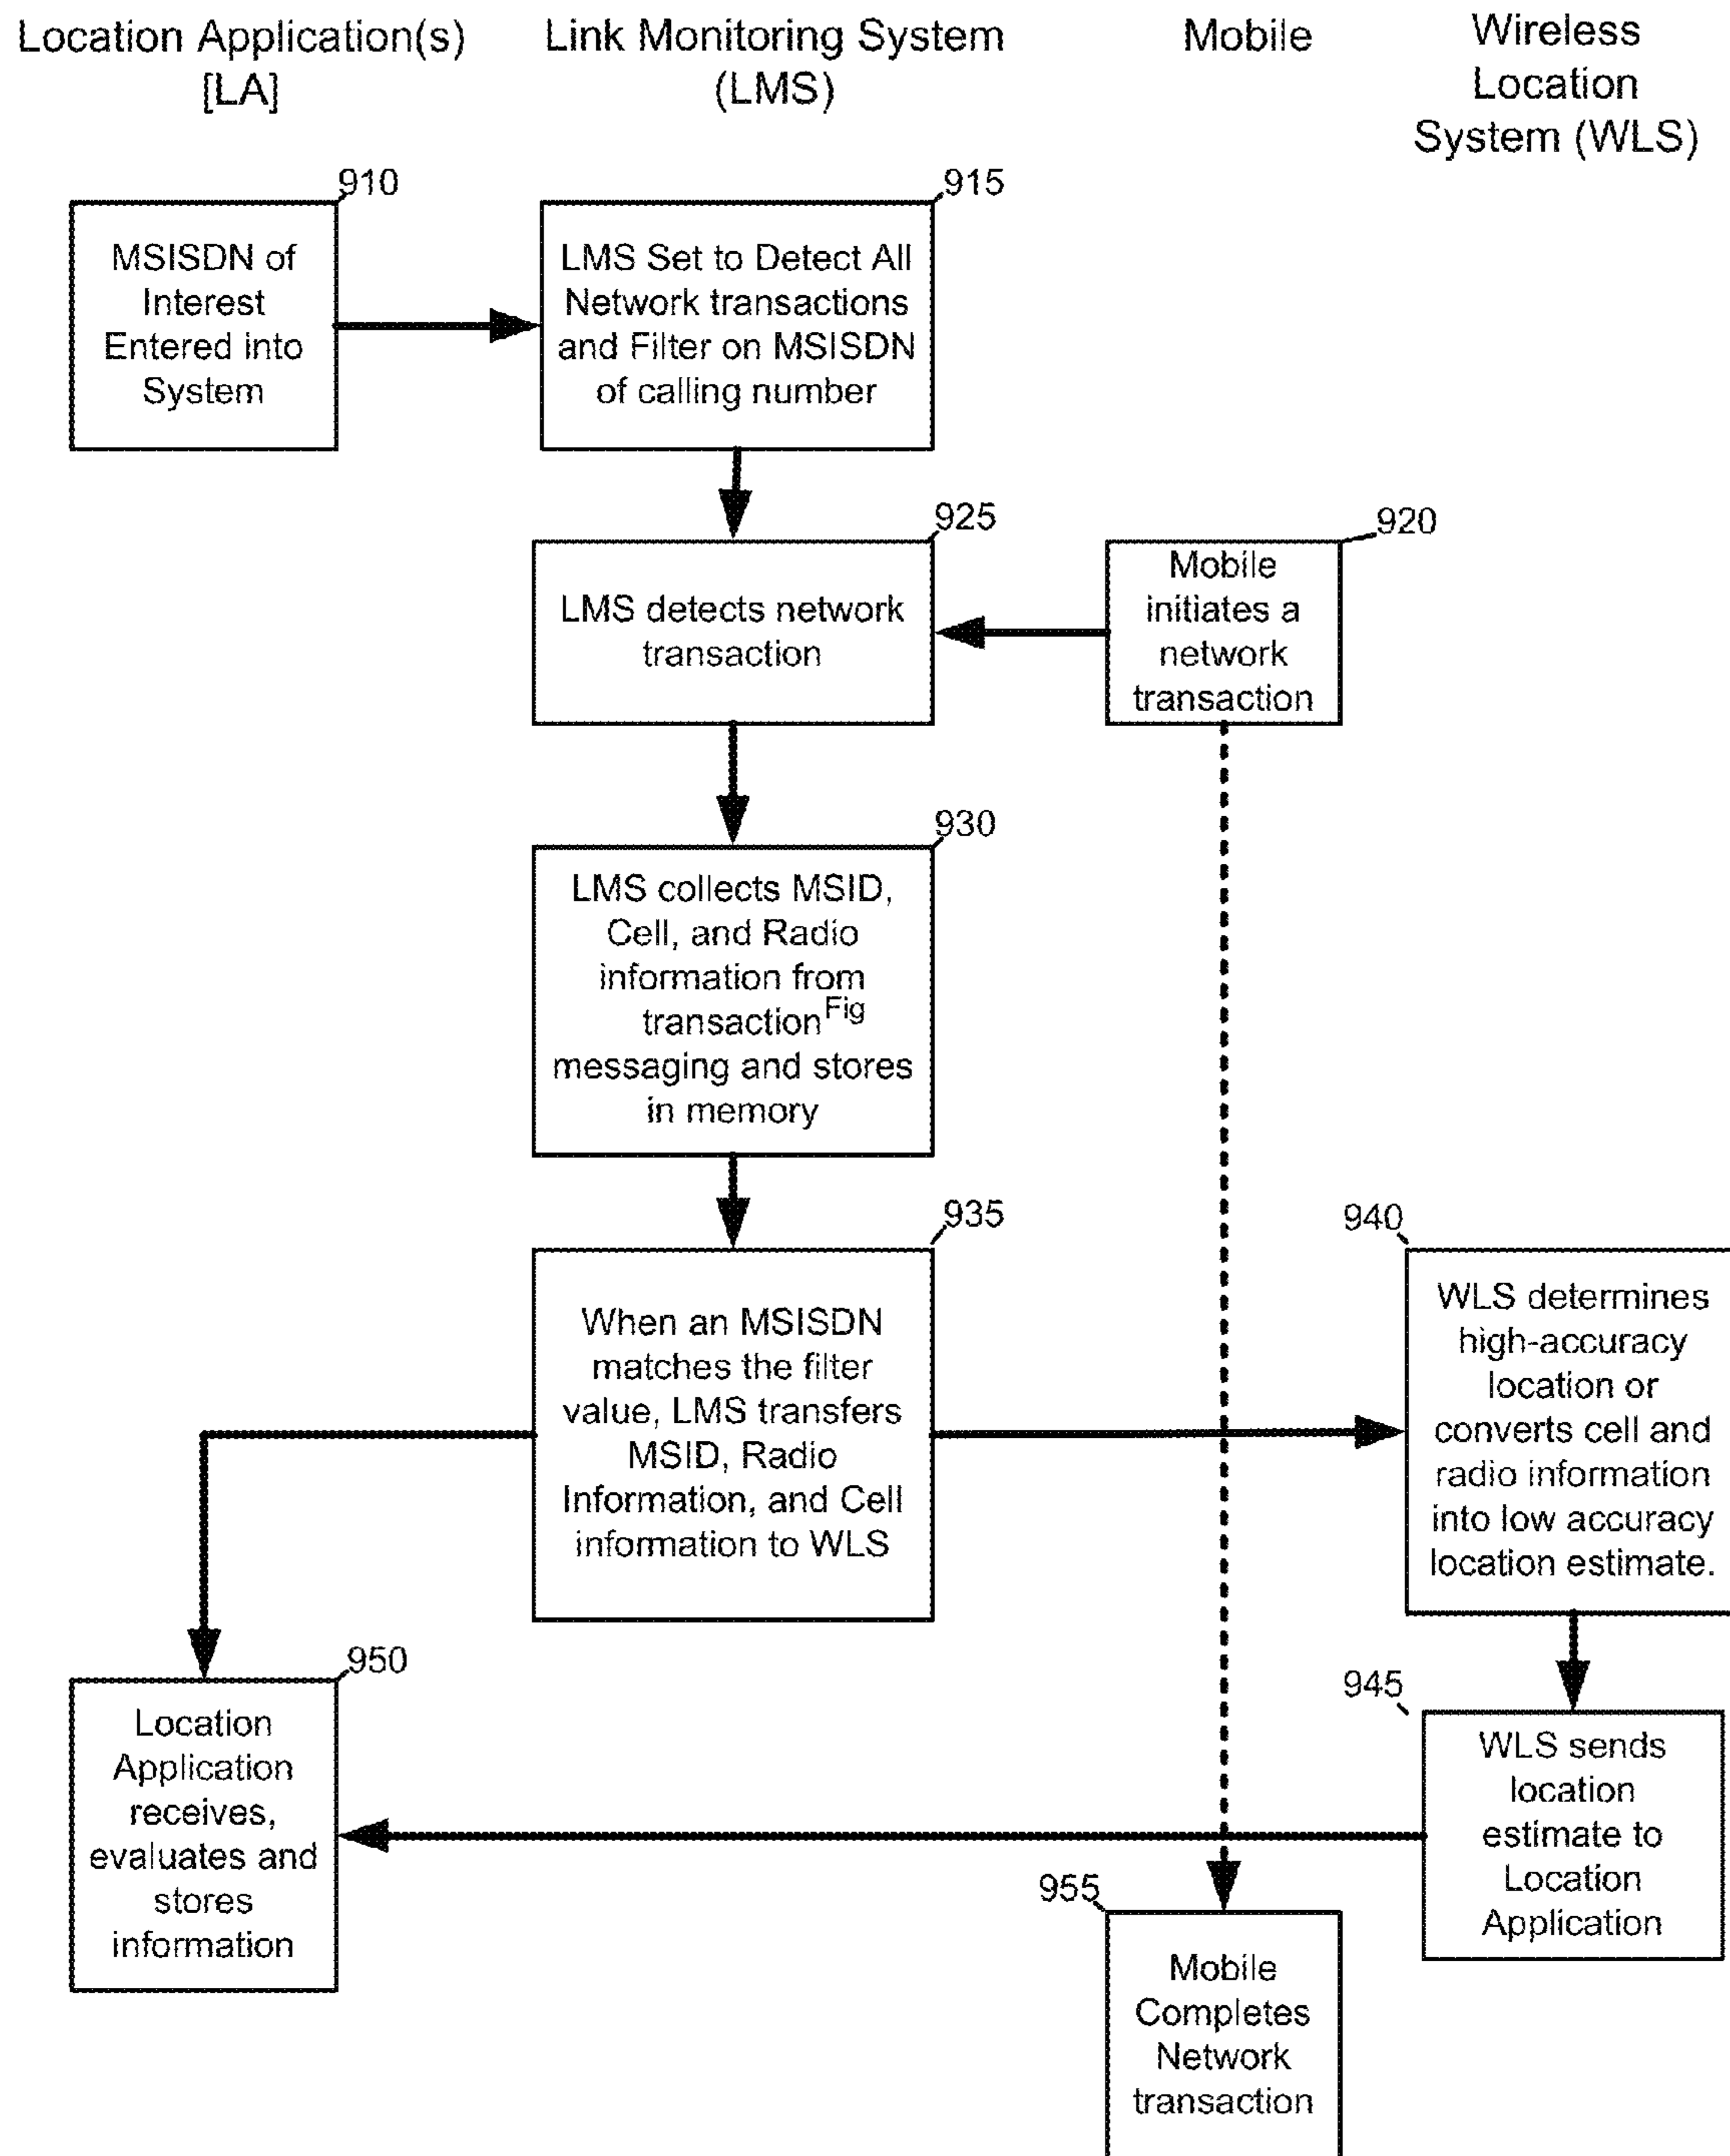 Location Application(s)
[LA]
Link Monitoring System
(LMS)
Mobile
Wireless
Location
System (WLS)
910
MSISDN of
Interest
Entered into
System
915
LMS Set to Detect All
Network transactions
and Filter on MSISDN
of calling number
925
LMS detects network
transaction
920
Mobile
initiates a
network
transaction
930
LMS collects MSID,
Cell, and Radio
information from
transactionFig
messaging and stores
in memory
935
When an MSISDN
matches the filter
value, LMS transfers
MSID, Radio
Information, and Cell
information to WLS
940
WLS determines
high-accuracy
location or
converts cell and
radio information
into low accuracy
location estimate.
950
Location
Application
receives,
evaluates and
stores
information
945
WLS sends
location
estimate to
Location
Application
955
Mobile
Completes
Network
transaction